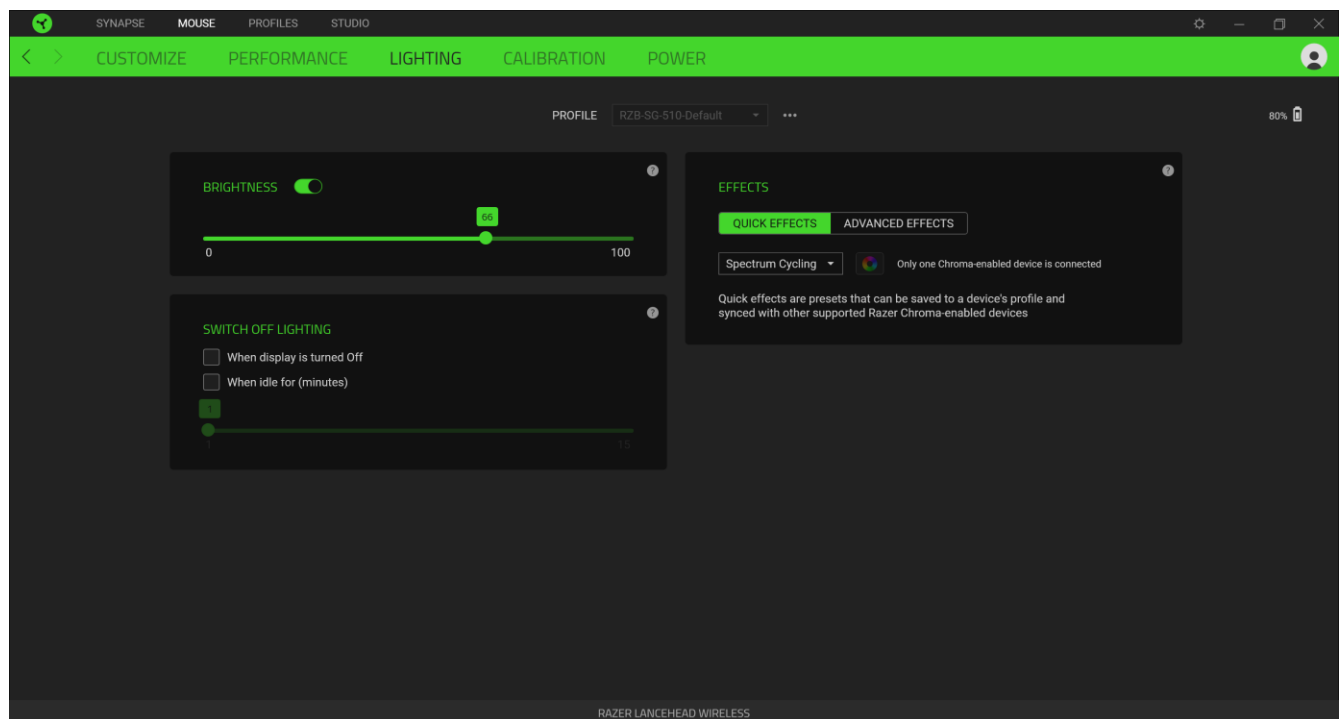 SYNAPSE MOUSE PROFILES STUDIO
CUSTOMIZE PERFORMANCE LIGHTING CALIBRATION POWER
PROFILE RZB-SG-510-Default 80%
BRIGHTNESS
66
0 100
SWITCH OFF LIGHTING
When display is turned Off
When idle for (minutes)
1
1 15
EFFECTS
QUICK EFFECTS ADVANCED EFFECTS
Spectrum Cycling Only one Chroma-enabled device is connected
Quick effects are presets that can be saved to a device's profile and
synced with other supported Razer Chroma-enabled devices
RAZER LANCEHEAD WIRELESS